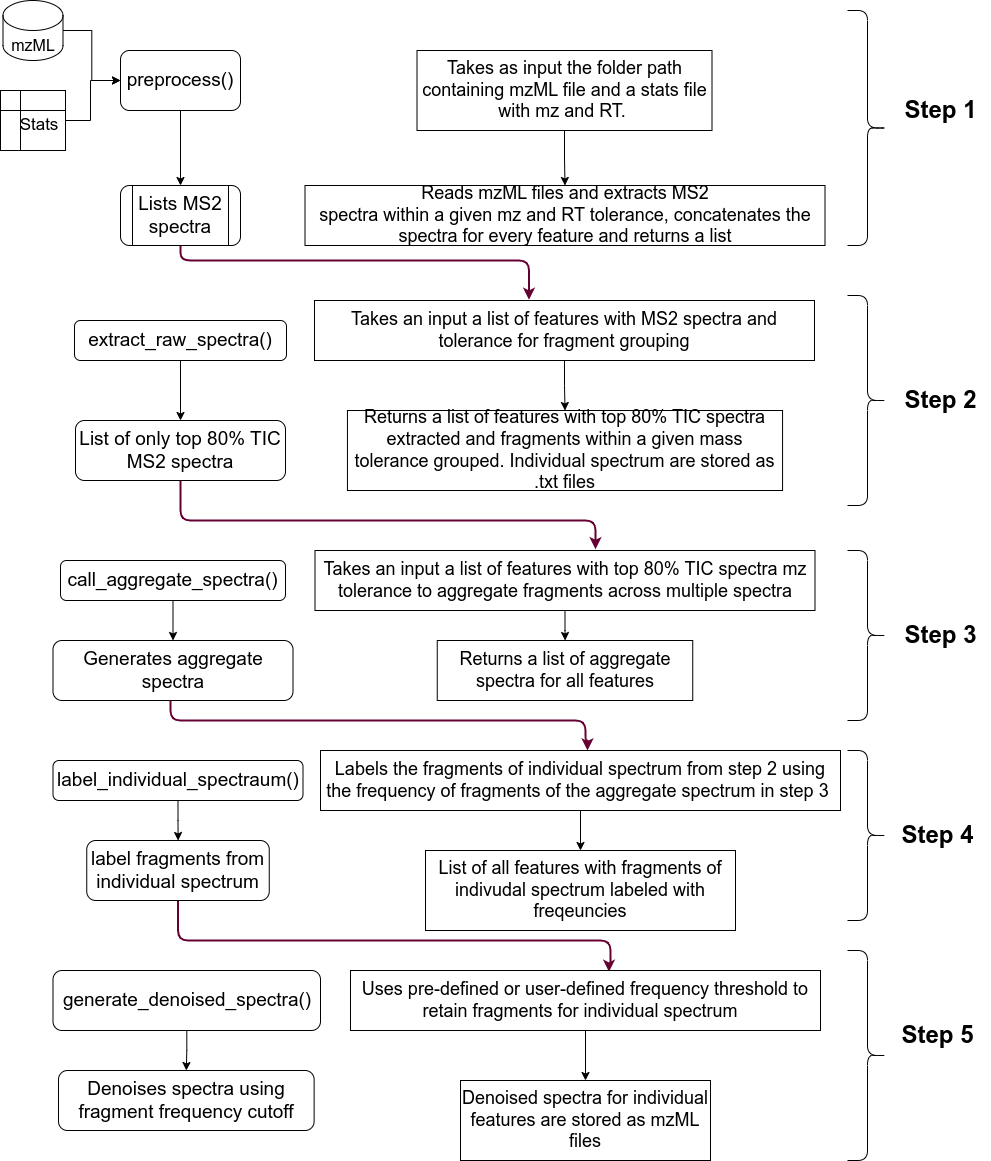 mzML
Stats
preprocess()
Takes as input the folder path
containing mzML file and a stats file
with mz and RT.
Step 1
Lists MS2
spectra
Reads mzML files and extracts MS2
spectra within a given mz and RT tolerance, concatenates the
spectra for every feature and returns a list
extract_raw_spectra()
Takes an input a list of features with MS2 spectra and
tolerance for fragment grouping
Step 2
List of only top 80% TIC
MS2 spectra
Returns a list of features with top 80% TIC spectra
extracted and fragments within a given mass
tolerance grouped. Individual spectrum are stored as
.txt files
call_aggregate_spectra()
Takes an input a list of features with top 80% TIC spectra mz
tolerance to aggregate fragments across multiple spectra
Step 3
Generates aggregate
spectra
Returns a list of aggregate
spectra for all features
label_individual_spectraum()
Labels the fragments of individual spectrum from step 2 using
the frequency of fragments of the aggregate spectrum in step 3
Step 4
label fragments from
individual spectrum
List of all features with fragments of
indivudal spectrum labeled with
freqeuncies
generate_denoised_spectra()
Uses pre-defined or user-defined frequency threshold to
retain fragments for individual spectrum
Step 5
Denoises spectra using
fragment frequency cutoff
Denoised spectra for individual
features are stored as mzML
files